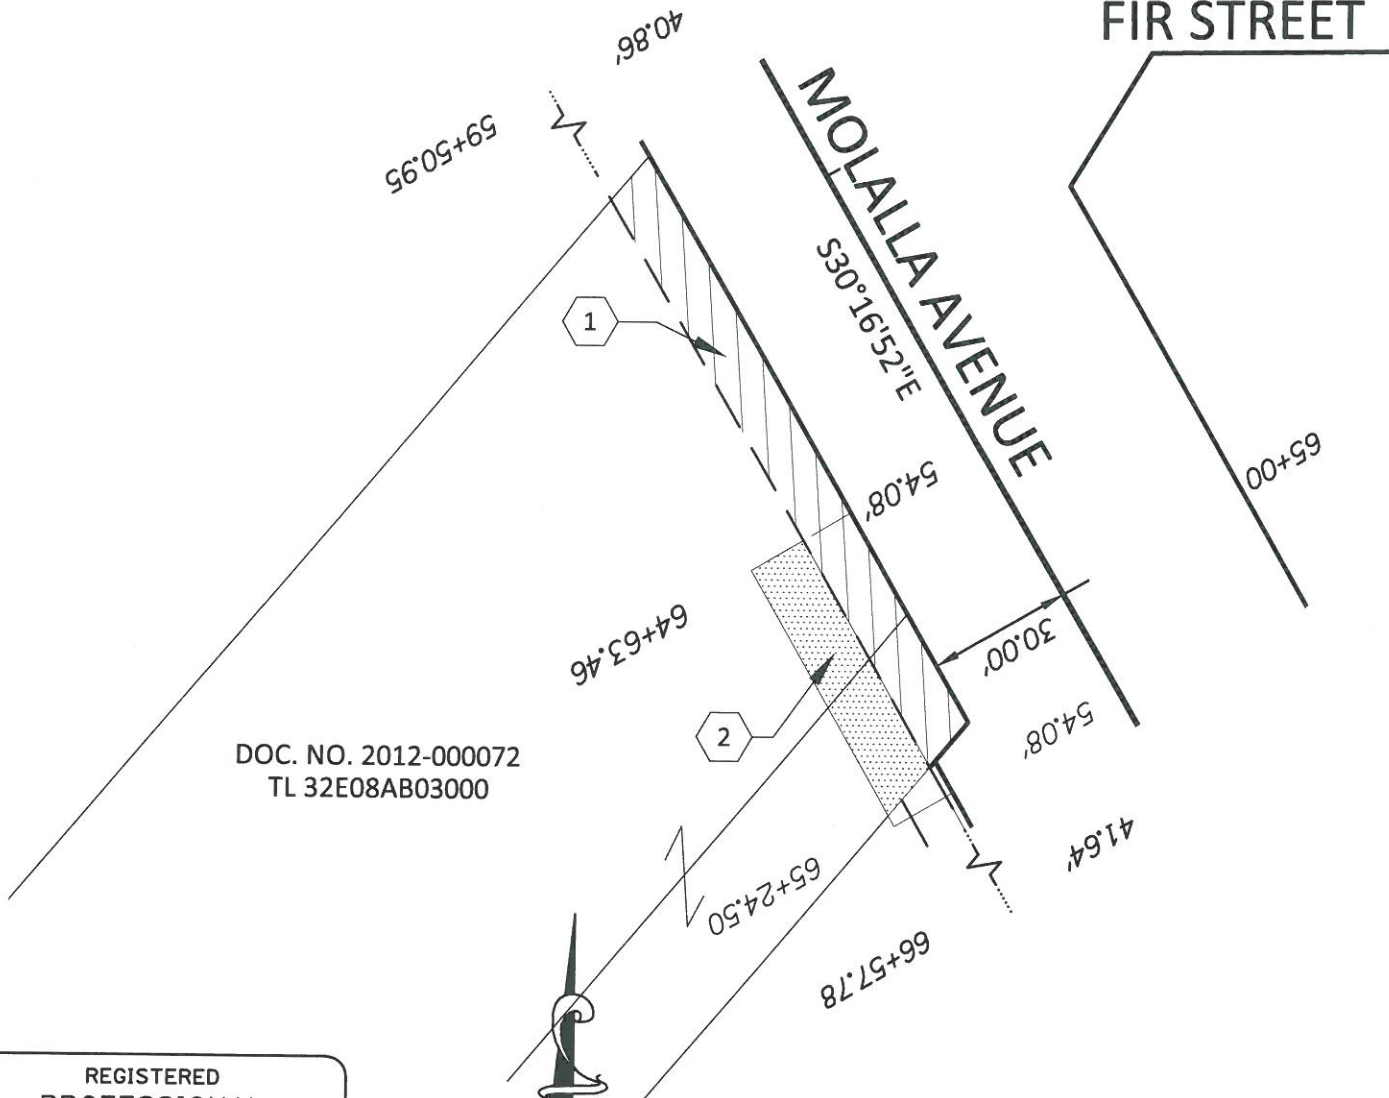 FIR STREET
40.86'
MOLALLA AVENUE
59+50.95
S30°16'52"E
1
65+00
54.08'
64+63.46
30.00'
2
54.08'
DOC. NO. 2012-000072
TL 32E08AB03000
41.64'
65+24.50
66+57.78
REGISTERED
PROFESSIONAL